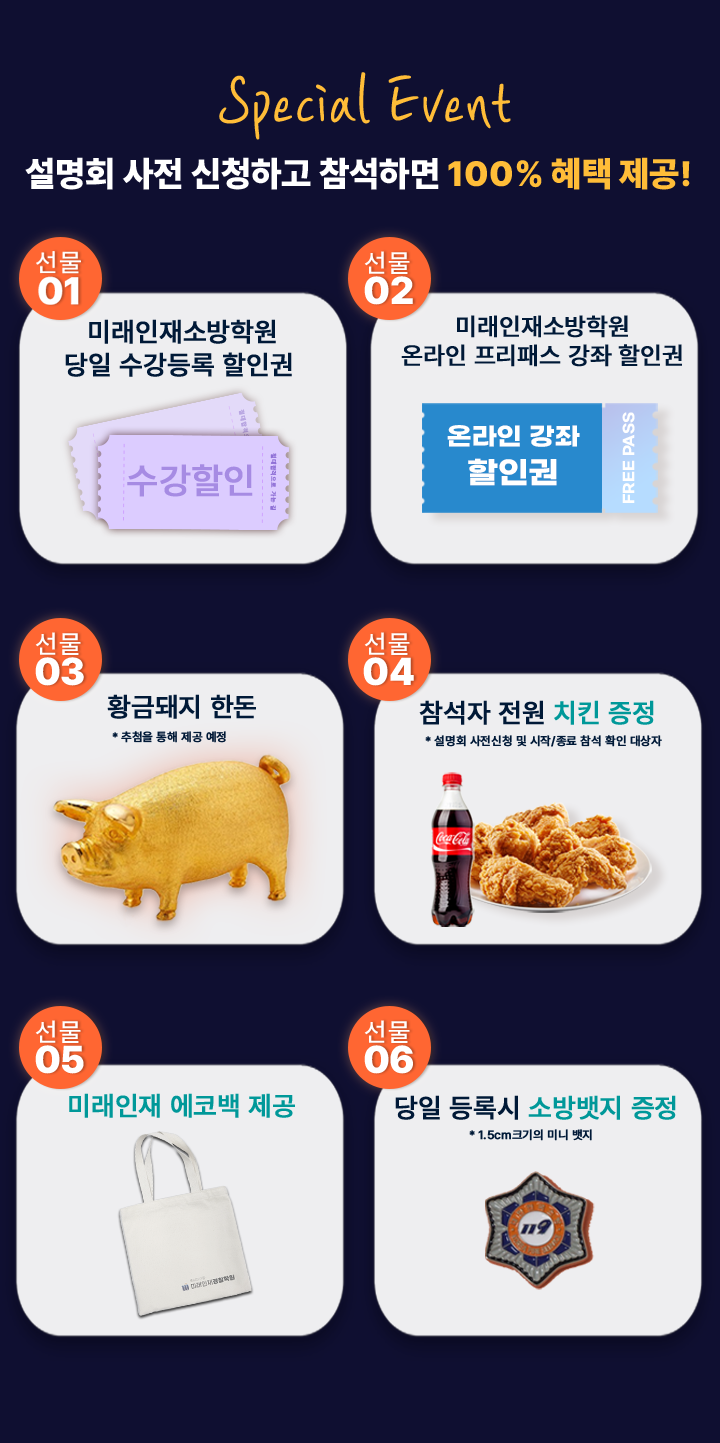 Special Event
설명회 사전 신청하고 참석하면 100% 혜택 제공!
선물
01
미래인재소방학원
당일 수강등록 할인권
수강할인
선물
02
미래인재소방학원
온라인 프리패스 강좌 할인권
온라인 강좌
할인권
FREE PASS
선물
03
황금돼지 한돈
* 추첨을 통해 제공 예정
선물
04
참석자 전원 치킨 증정
* 설명회 사전신청 및 시작/종료 참석 확인 대상자
Coca-Cola
선물
05
미래인재 에코백 제공
미래인재경찰학원
선물
06
당일 등록시 소방뱃지 증정
* 1.5cm크기의 미니 뱃지
119